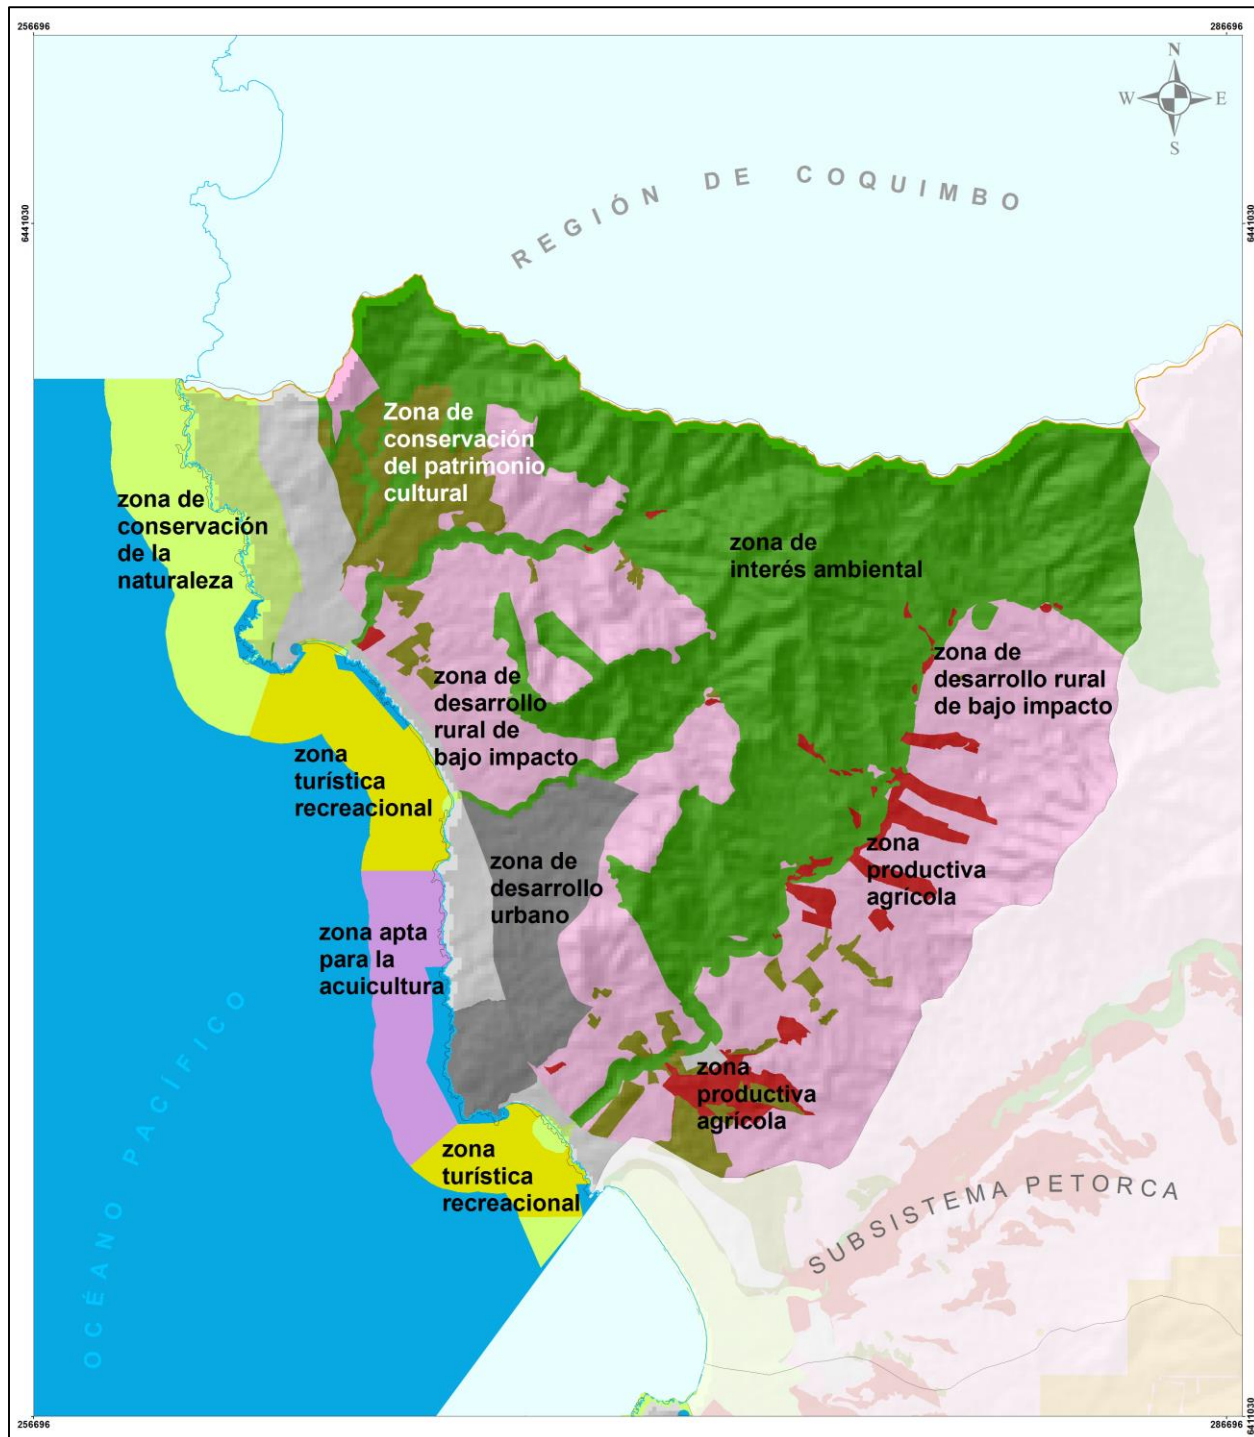 256696
286696
N
W
E
S
6441030
6441030
REGIÓN DE COQUIMBO
Zona de
conservación
del patrimonio
cultural
zona de
conservación
de la
naturaleza
zona de
interés ambiental
zona de
desarrollo rural
de bajo impacto
zona de
desarrollo
rural de
bajo impacto
zona
turística
recreacional
zona
productiva
agrícola
zona de
desarrollo
urbano
zona apta
para la
acuicultura
zona
productiva
agrícola
zona
turística
recreacional
OCÉANO PACÍFICO
SUBSISTEMA PETORCA
256696
286696
6411030